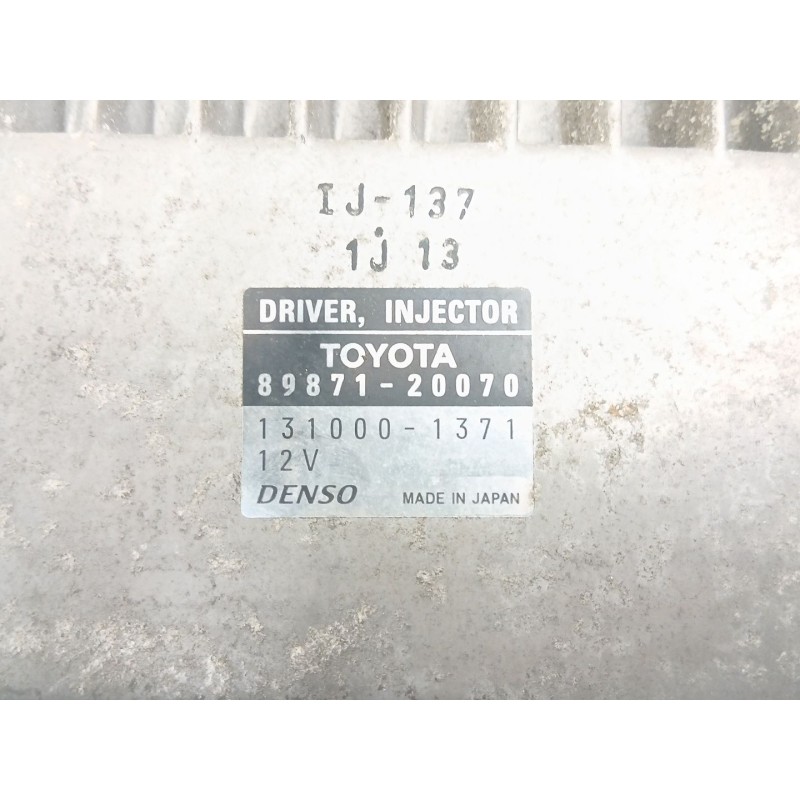 IJ-137
1J 13
DRIVER, INJECTOR
TOYOTA
89871-20070
131000-1371
12V
DENSO MADE IN JAPAN